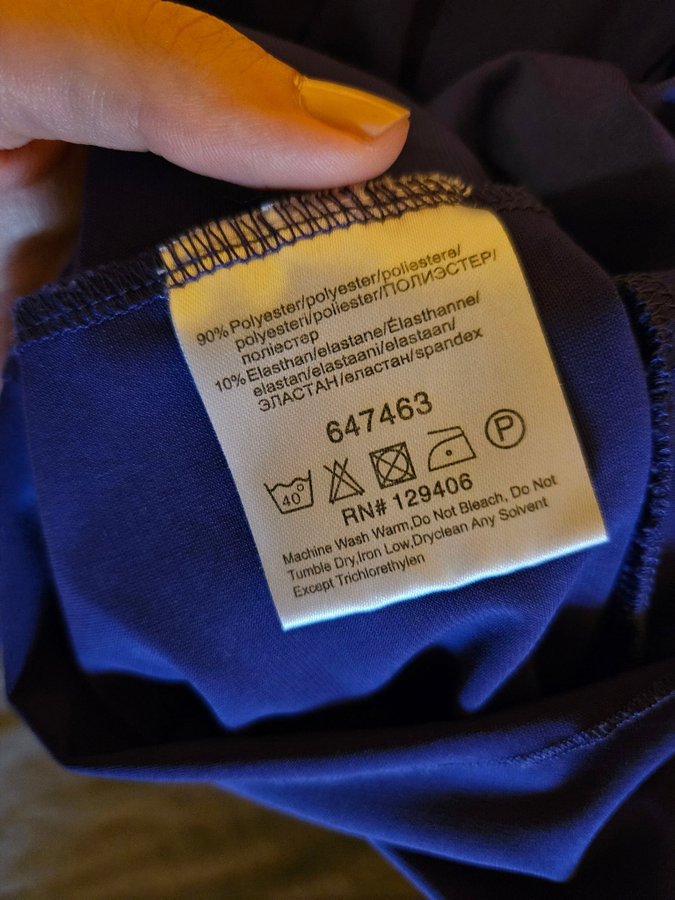 90% Polyester/polyester/poliestere/
polyesteri/poliester/ПОЛИЭСТЕР/
поліестер
10% Elasthan/elastane/Élasthanne/
elastan/elastaani/elastaan/
ЭЛАСТАН/еластан/spandex
647463
40° P
RN# 129406
Machine Wash Warm,Do Not Bleach, Do Not
Tumble Dry,Iron Low,Dryclean Any Solvent
Except Trichlorethylen